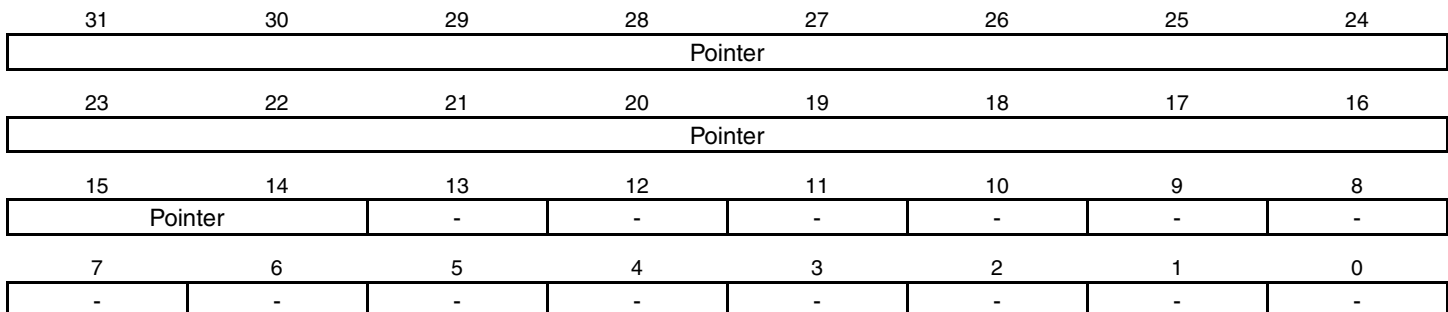 31 30 29 28 27 26 25 24
Pointer
23 22 21 20 19 18 17 16
Pointer
15 14 13 12 11 10 9 8
Pointer - - - - - -
7 6 5 4 3 2 1 0
- - - - - - - -